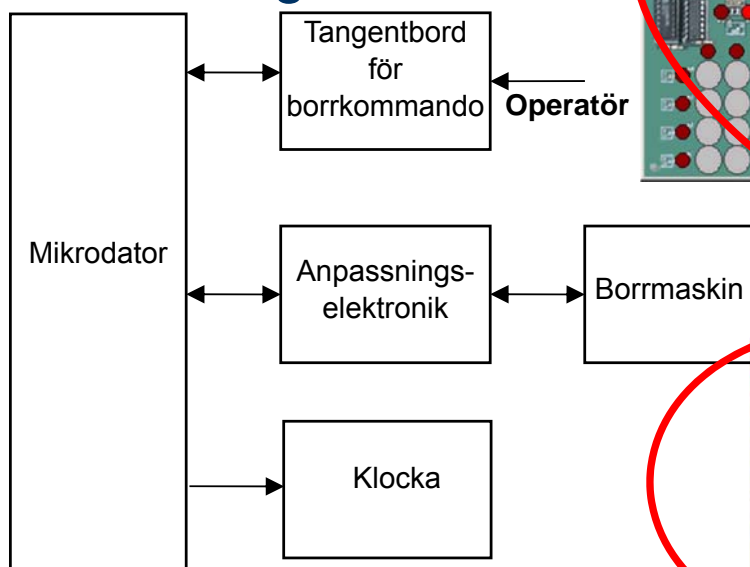 Tangentbord
för
borrkommando
Operatör
Mikrodator
Anpassnings-
elektronik
Borrmaskin
Klocka